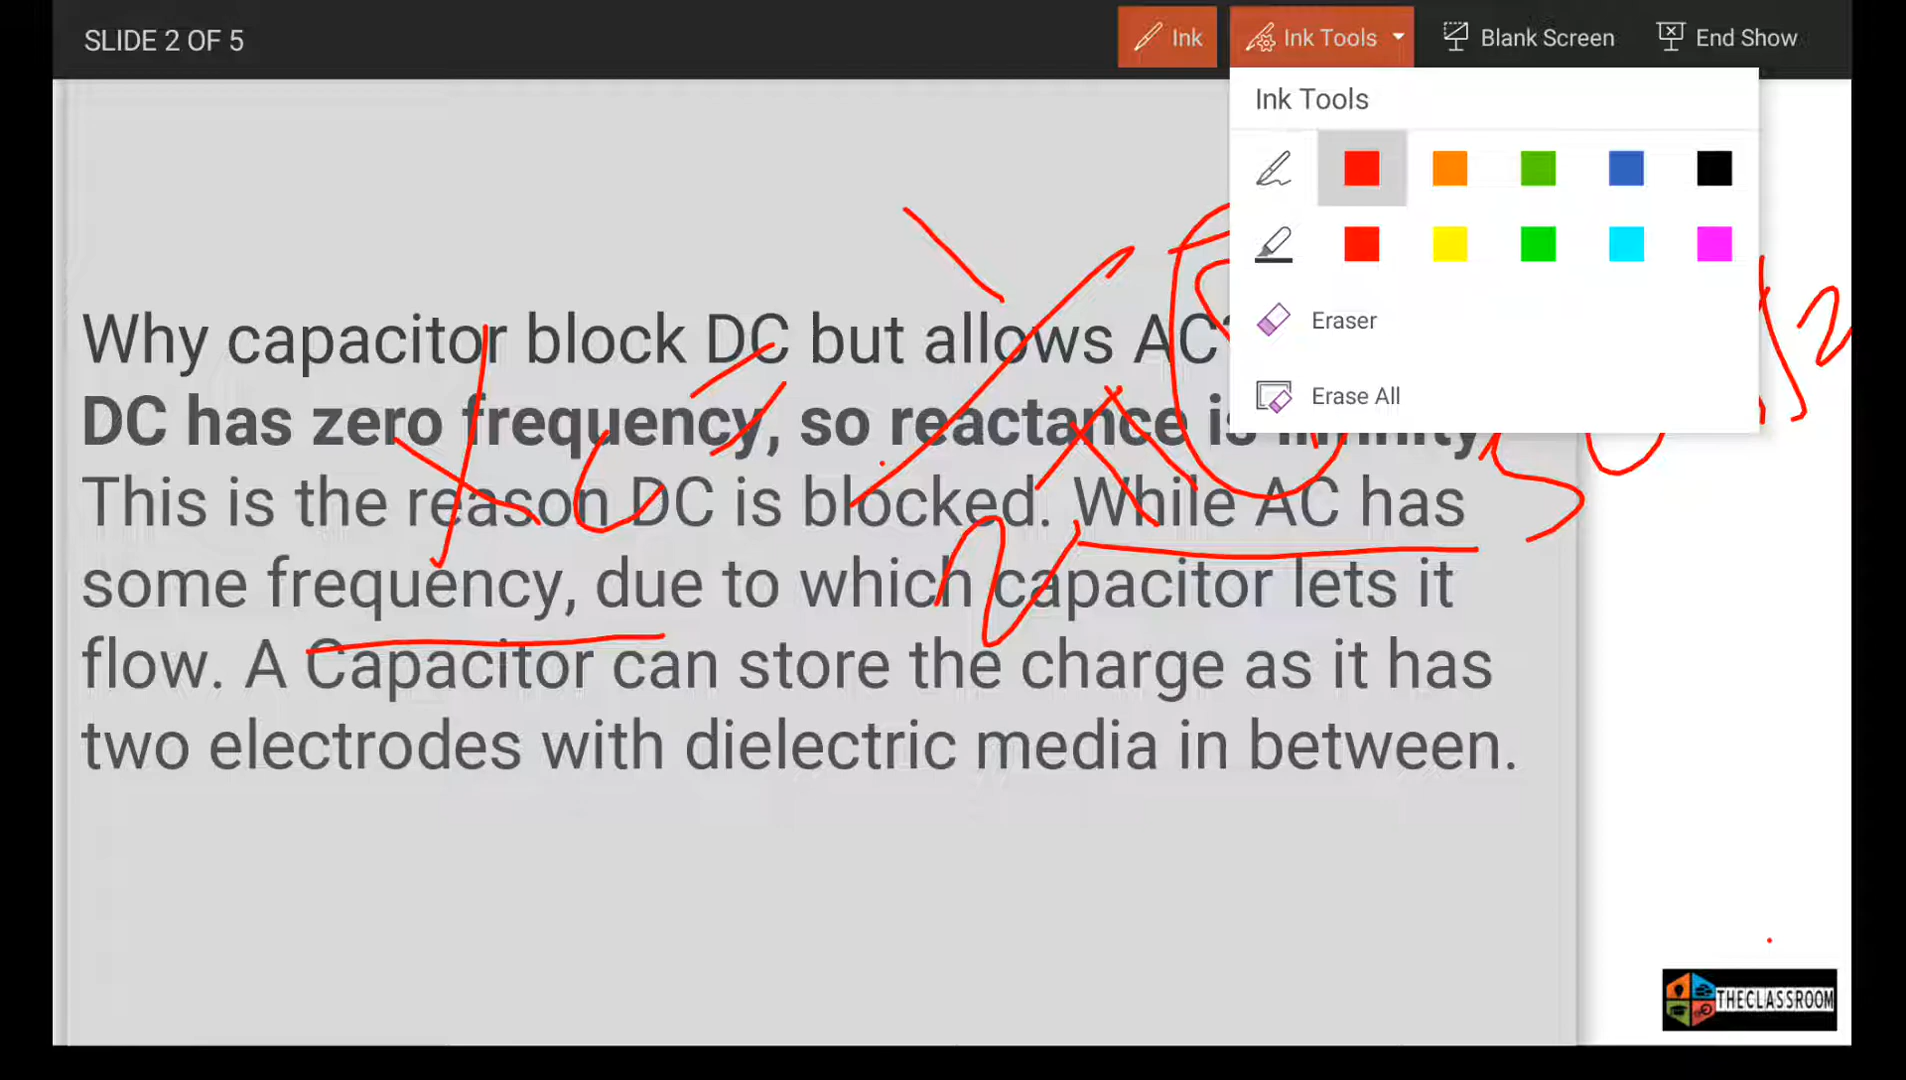 SLIDE 2 OF 5
Ink
Ink Tools
Blank Screen
End Show
Ink Tools
Eraser
Erase All
Why capacitor block DC but allows AC?
DC has zero frequency, so reactance is infinity
This is the reason DC is blocked. While AC has
some frequency, due to which capacitor lets it
flow. A Capacitor can store the charge as it has
two electrodes with dielectric media in between.
THECLASSROOM